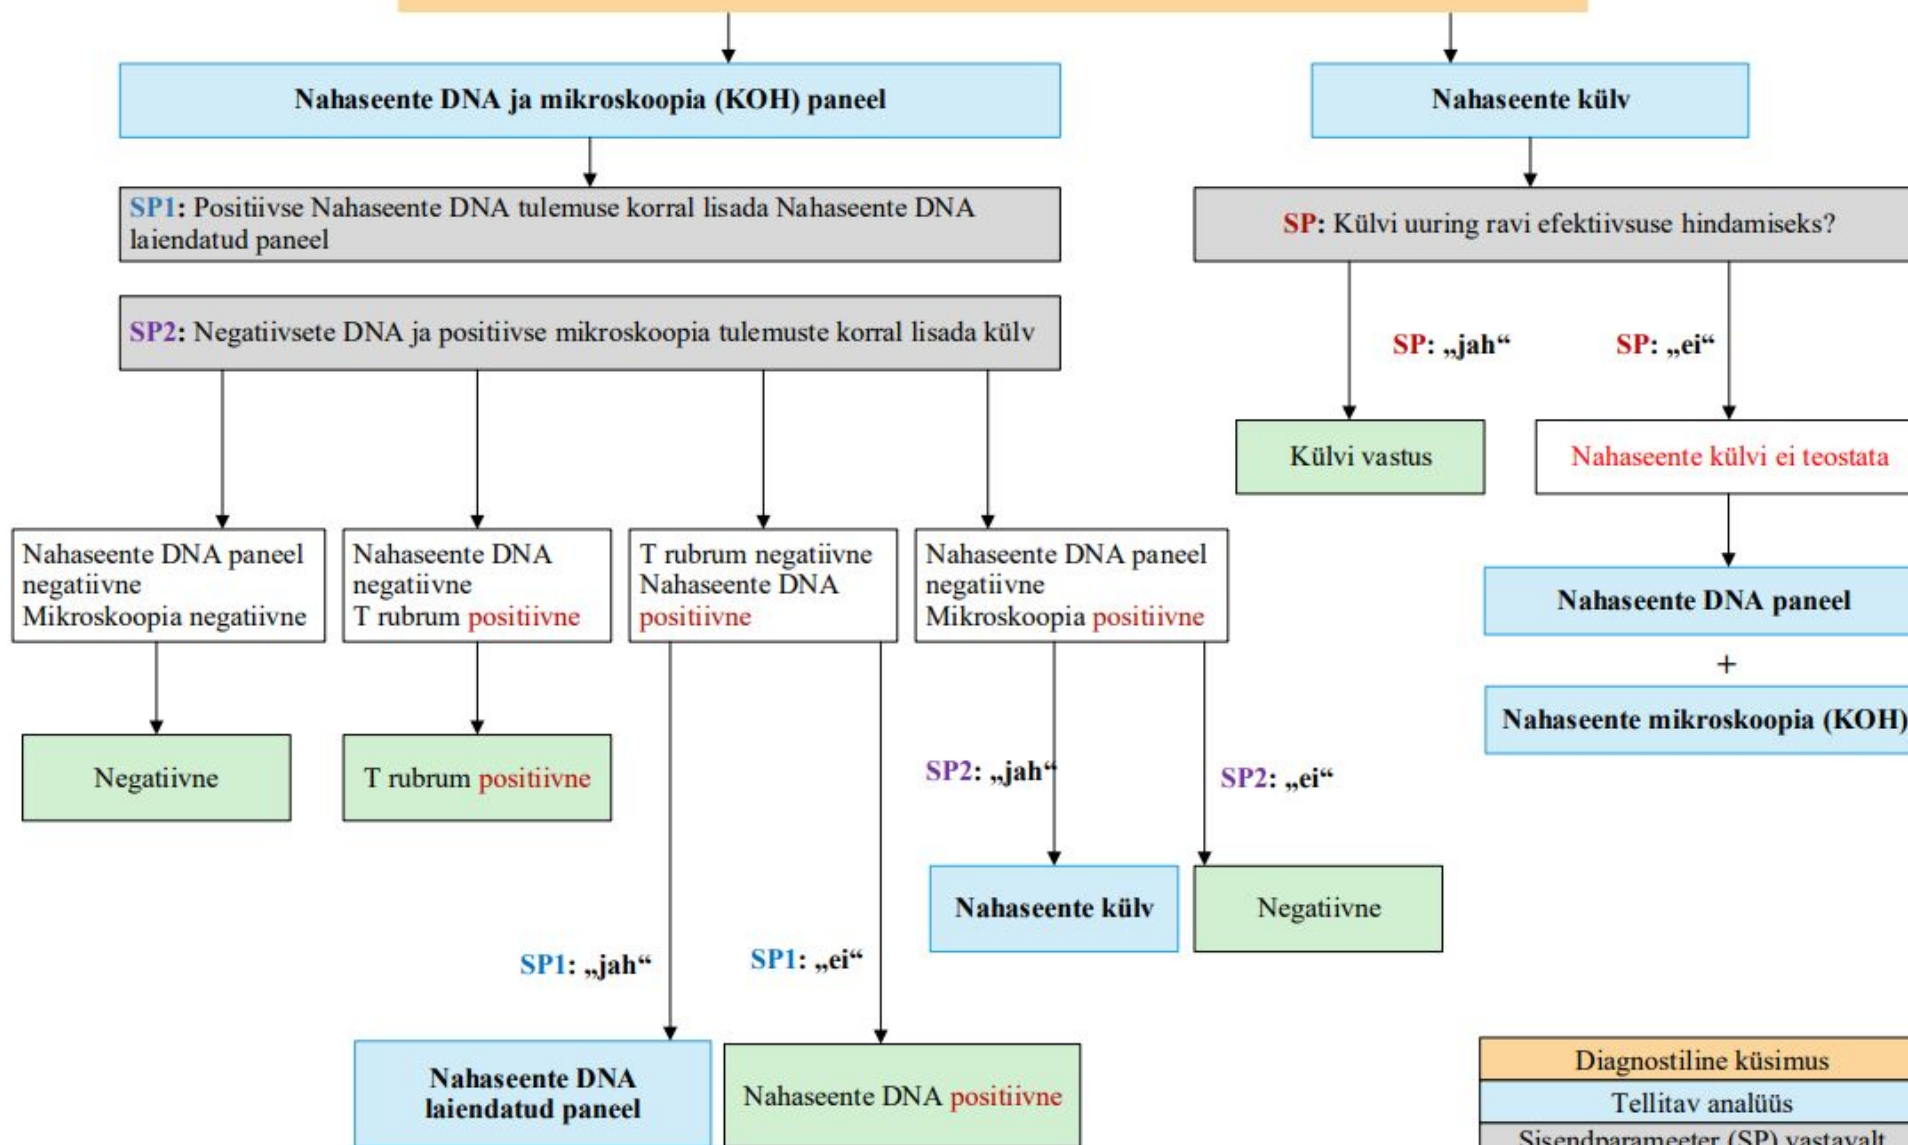 Nahaseente DNA ja mikroskoopia (KOH) paneel
Nahaseente külv
SP1: Positiivse Nahaseente DNA tulemuse korral lisada Nahaseente DNA
laiendatud paneel
SP: Külvi uuring ravi efektiivsuse hindamiseks?
SP2: Negatiivsete DNA ja positiivse mikroskoopia tulemuste korral lisada külv
SP: „jah“
SP: „ei“
Külvi vastus
Nahaseente külvi ei teostata
Nahaseente DNA paneel
negatiivne
Mikroskoopia negatiivne
Nahaseente DNA
negatiivne
T rubrum positiivne
T rubrum negatiivne
Nahaseente DNA
positiivne
Nahaseente DNA paneel
negatiivne
Mikroskoopia positiivne
Nahaseente DNA paneel
+
Nahaseente mikroskoopia (KOH)
Negatiivne
T rubrum positiivne
SP2: „jah“
SP2: „ei“
Nahaseente külv
Negatiivne
SP1: „jah“
SP1: „ei“
Nahaseente DNA
laiendatud paneel
Nahaseente DNA positiivne
Diagnostiline küsimus
Tellitav analüüs
Sisendparameeter (SP) vastavalt